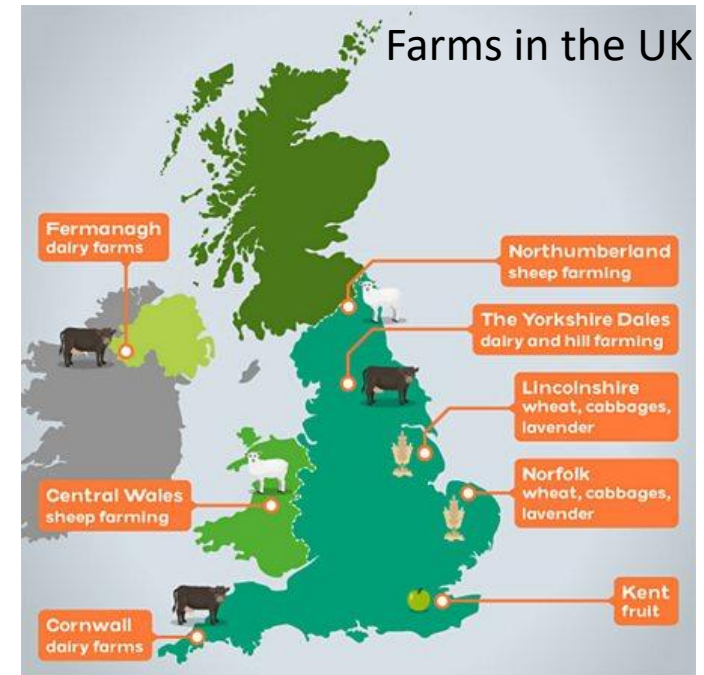 Farms in the UK
Fermanagh
dairy farms
Northumberland
sheep farming
The Yorkshire Dales
dairy and hill farming
Lincolnshire
wheat, cabbages,
lavender
Norfolk
wheat, cabbages,
lavender
Central Wales
sheep farming
Kent
fruit
Cornwall
dairy farms